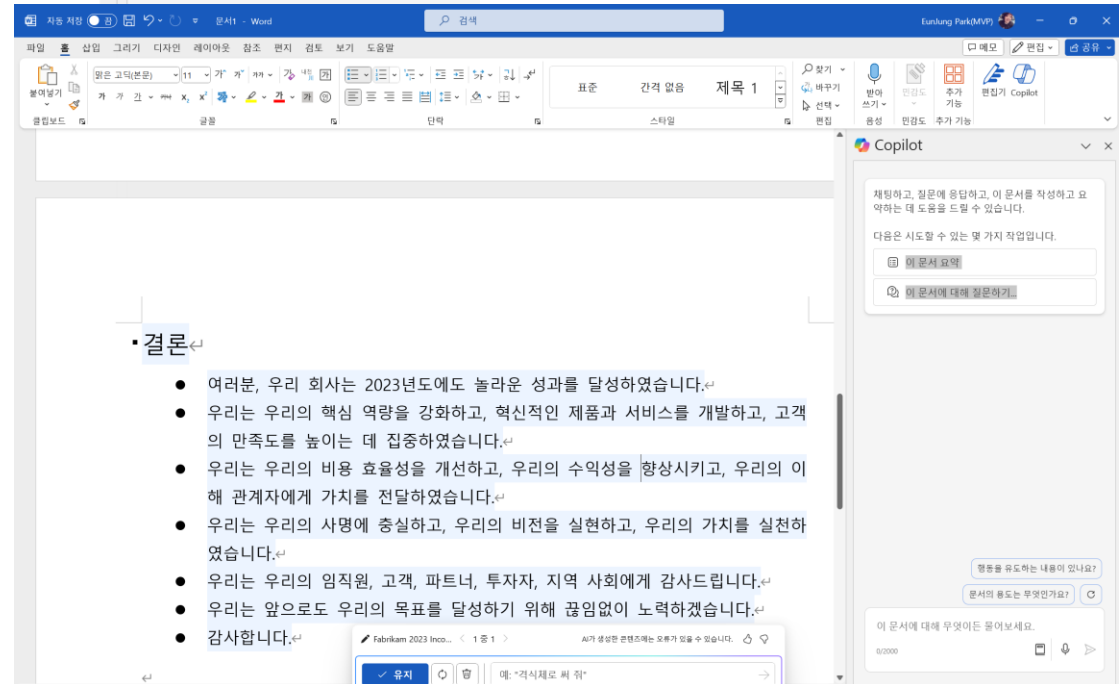 자동 저장 끔 문서1 - Word 검색 EunJung Park(MVP)
파일 홈 삽입 그리기 디자인 레이아웃 참조 편지 검토 보기 도움말 메모 편집 공유
붙여넣기 맑은 고딕(본문) 11 표준 간격 없음 제목 1
찾기
바꾸기
선택
받아쓰기 민감도 추가 기능 편집기 Copilot
클립보드 글꼴 단락 스타일 편집 음성 민감도 추가 기능
결론
● 여러분, 우리 회사는 2023년도에도 놀라운 성과를 달성하였습니다.
● 우리는 우리의 핵심 역량을 강화하고, 혁신적인 제품과 서비스를 개발하고, 고객
의 만족도를 높이는 데 집중하였습니다.
● 우리는 우리의 비용 효율성을 개선하고, 우리의 수익성을 향상시키고, 우리의 이
해 관계자에게 가치를 전달하였습니다.
● 우리는 우리의 사명에 충실하고, 우리의 비전을 실현하고, 우리의 가치를 실천하
였습니다.
● 우리는 우리의 임직원, 고객, 파트너, 투자자, 지역 사회에게 감사드립니다.
● 우리는 앞으로도 우리의 목표를 달성하기 위해 끊임없이 노력하겠습니다.
● 감사합니다.
Fabrikam 2023 Inco... 1 중 1 AI가 생성한 콘텐츠에는 오류가 있을 수 있습니다.
유지 예: "격식체로 써 줘"
Copilot
채팅하고, 질문에 응답하고, 이 문서를 작성하고 요
약하는 데 도움을 드릴 수 있습니다.
다음은 시도할 수 있는 몇 가지 작업입니다.
이 문서 요약
이 문서에 대해 질문하기...
행동을 유도하는 내용이 있나요?
문서의 용도는 무엇인가요?
이 문서에 대해 무엇이든 물어보세요.
0/2000